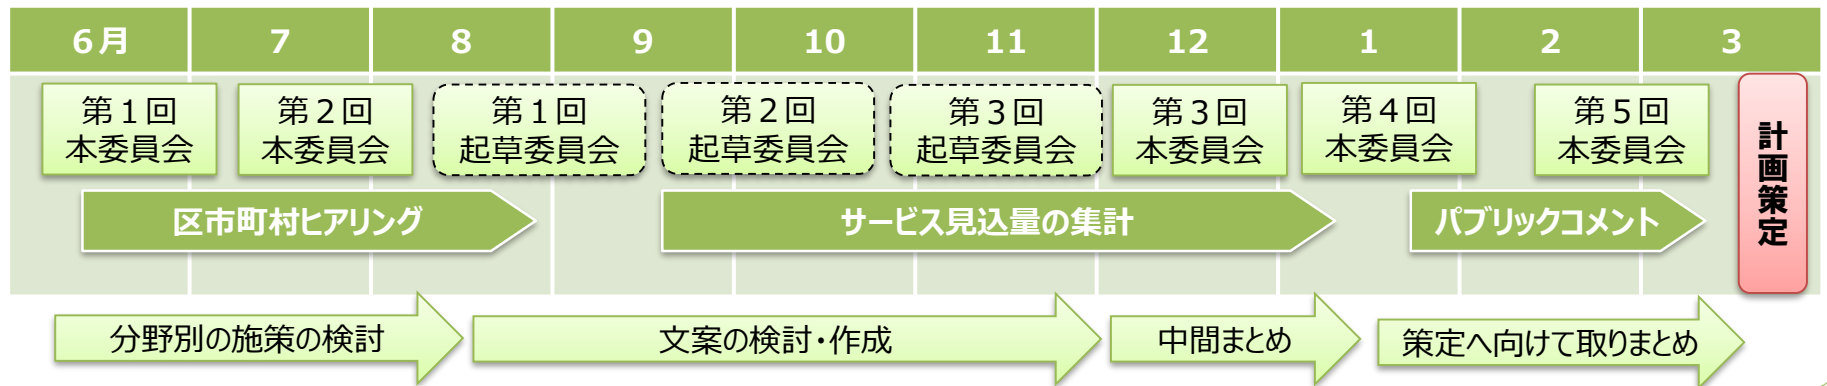 ６月 7 8 9 10 11 12 1 2 3
第１回
本委員会
第２回
本委員会
第１回
起草委員会
第２回
起草委員会
第３回
起草委員会
第３回
本委員会
第４回
本委員会
第５回
本委員会
計画策定
区市町村ヒアリング
サービス見込量の集計
パブリックコメント
分野別の施策の検討
文案の検討・作成
中間まとめ
策定へ向けて取りまとめ